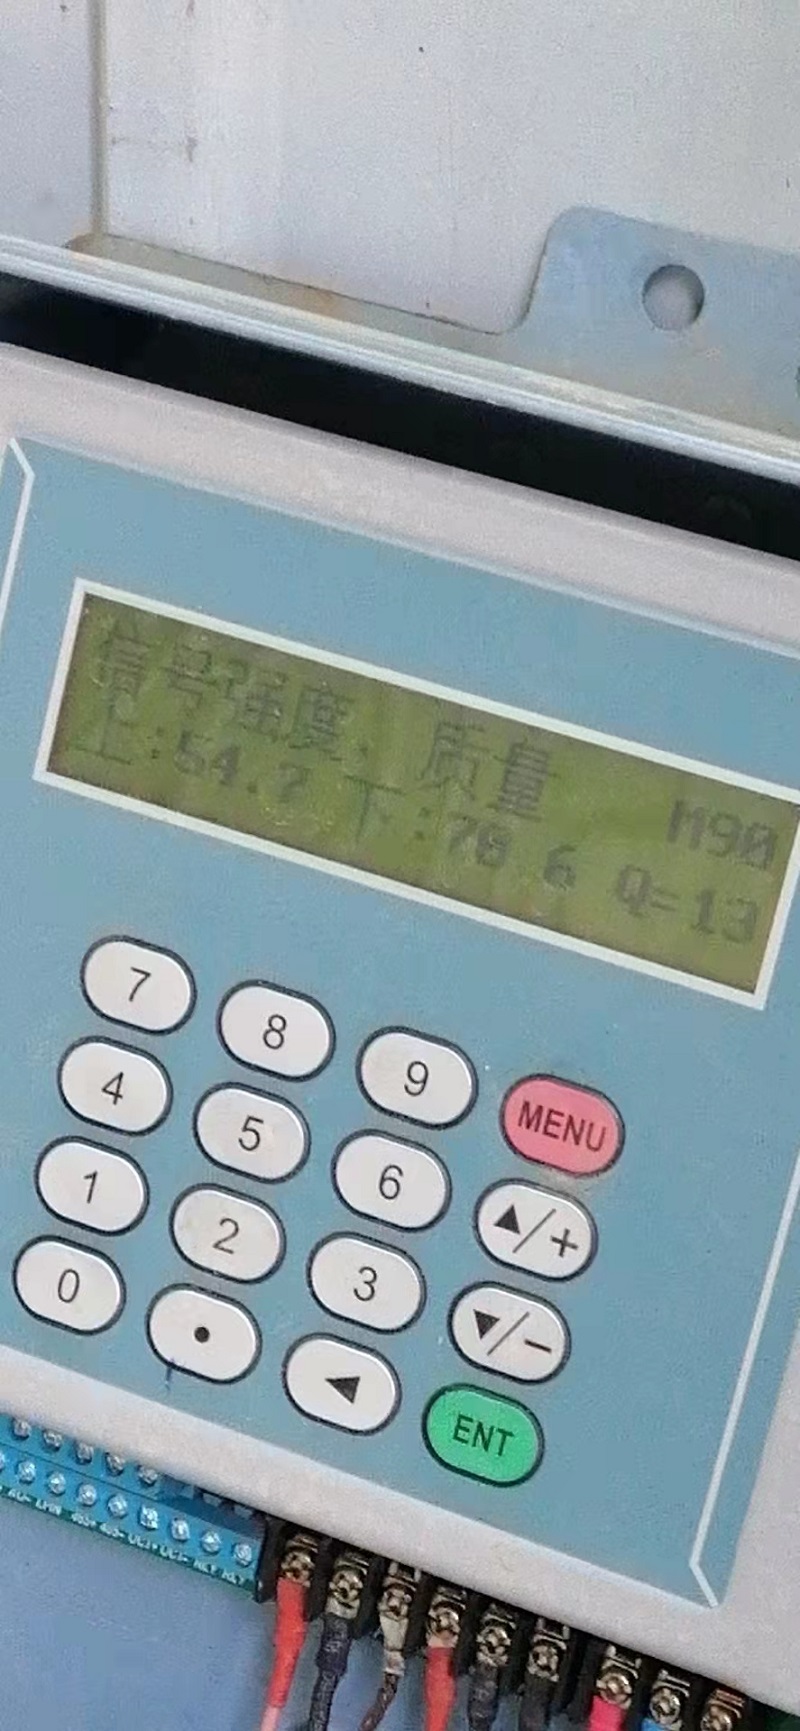 信号强度、质量 M90
上:54.7 下:70.6 Q=13
7 8 9 MENU
4 5 6 ▲/+
1 2 3 ▼/-
0 • ◀ ENT